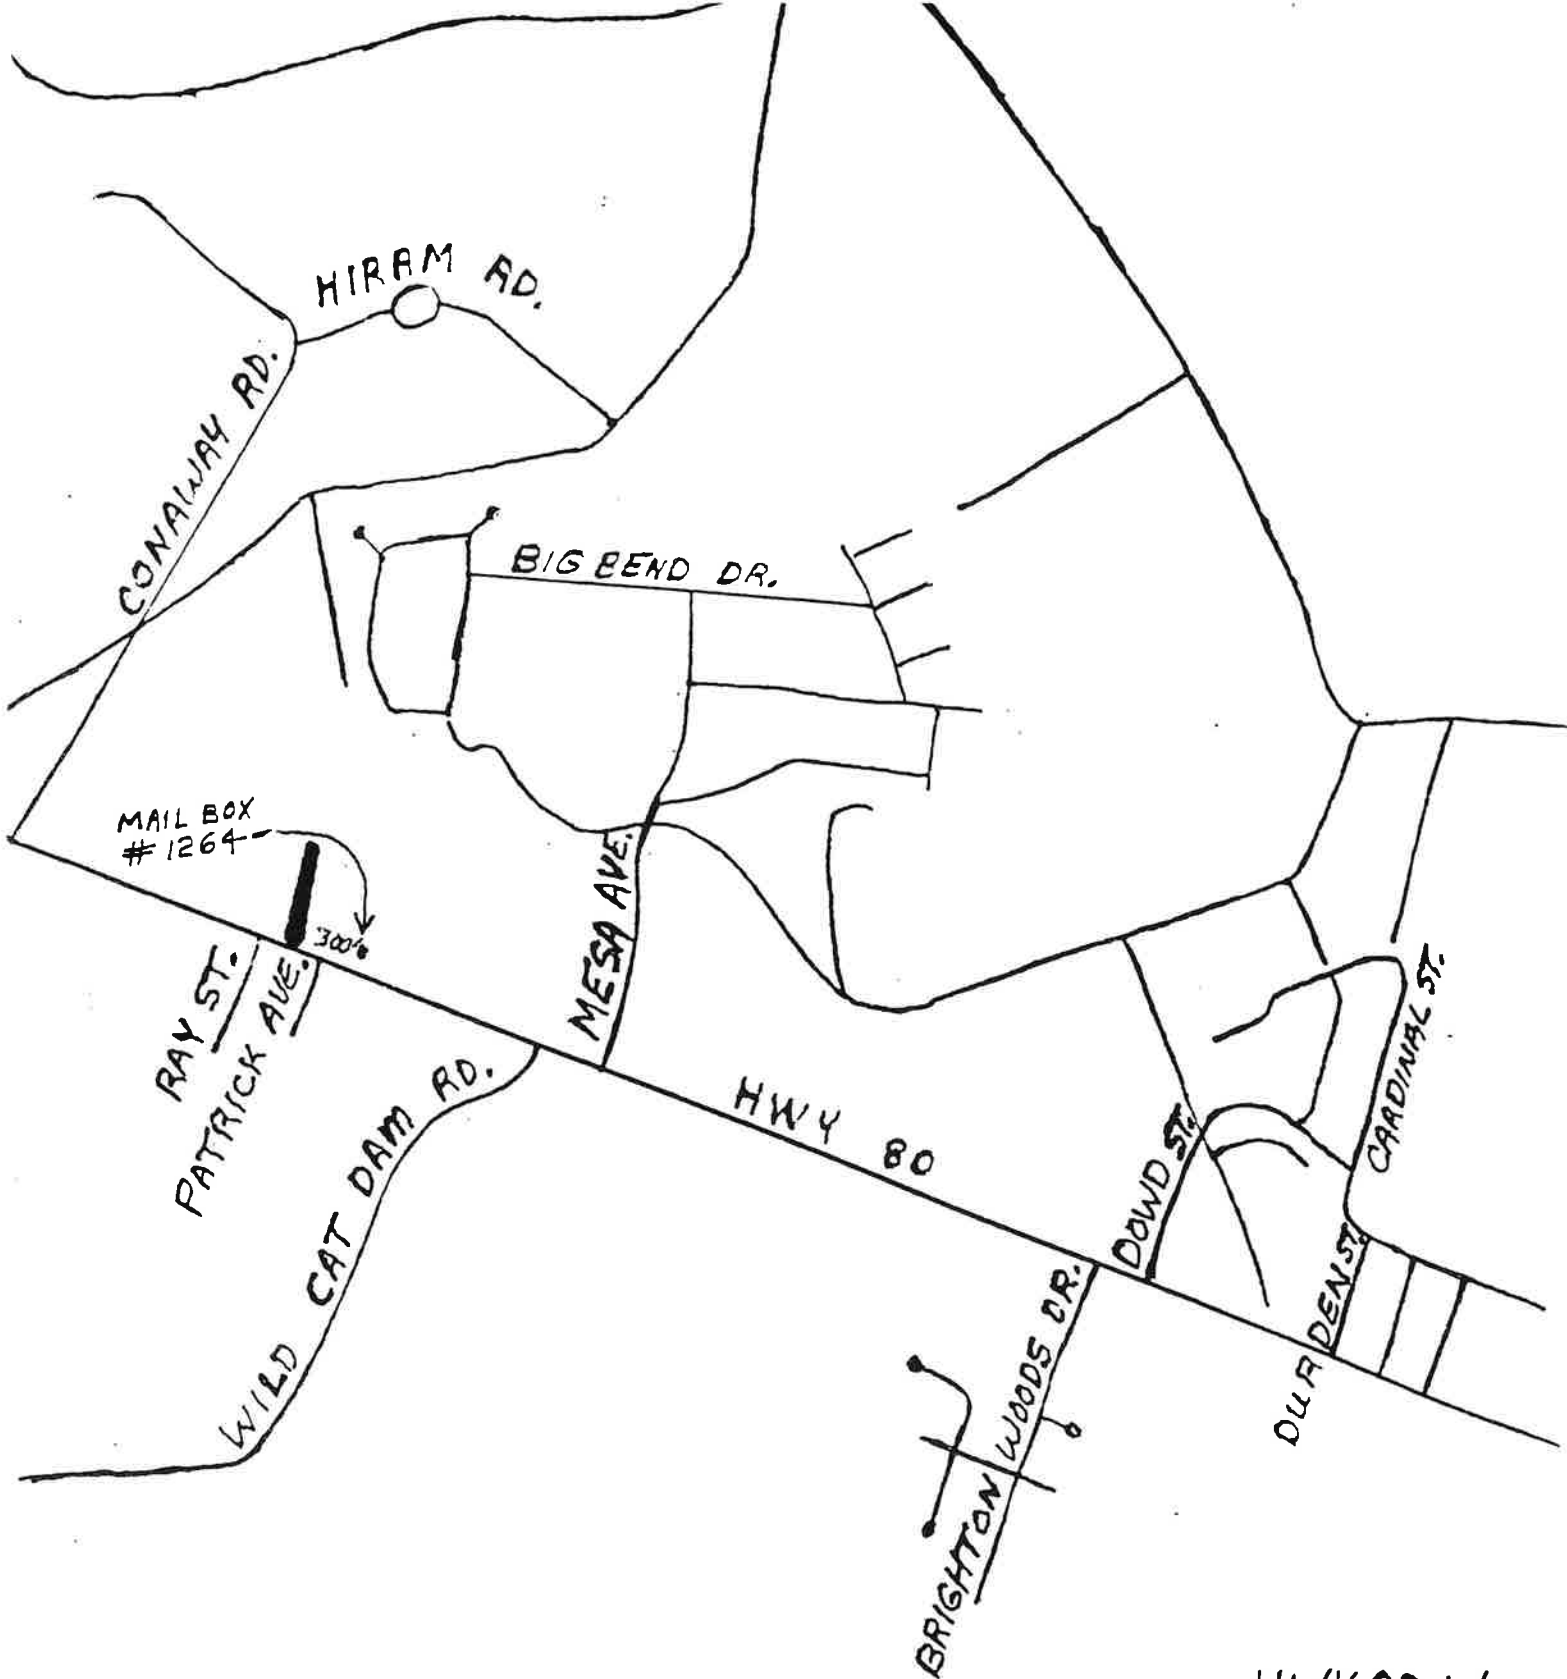 HIRAM RD.
CONAWAY RD.
BIG BEND DR.
MAIL BOX
# 1264
300'±
MESA AVE.
RAY ST.
PATRICK AVE.
WILD CAT DAM RD.
HWY 80
DOWD ST.
CARDINAL ST.
DURDEN ST.
BRIGHTON WOODS DR.